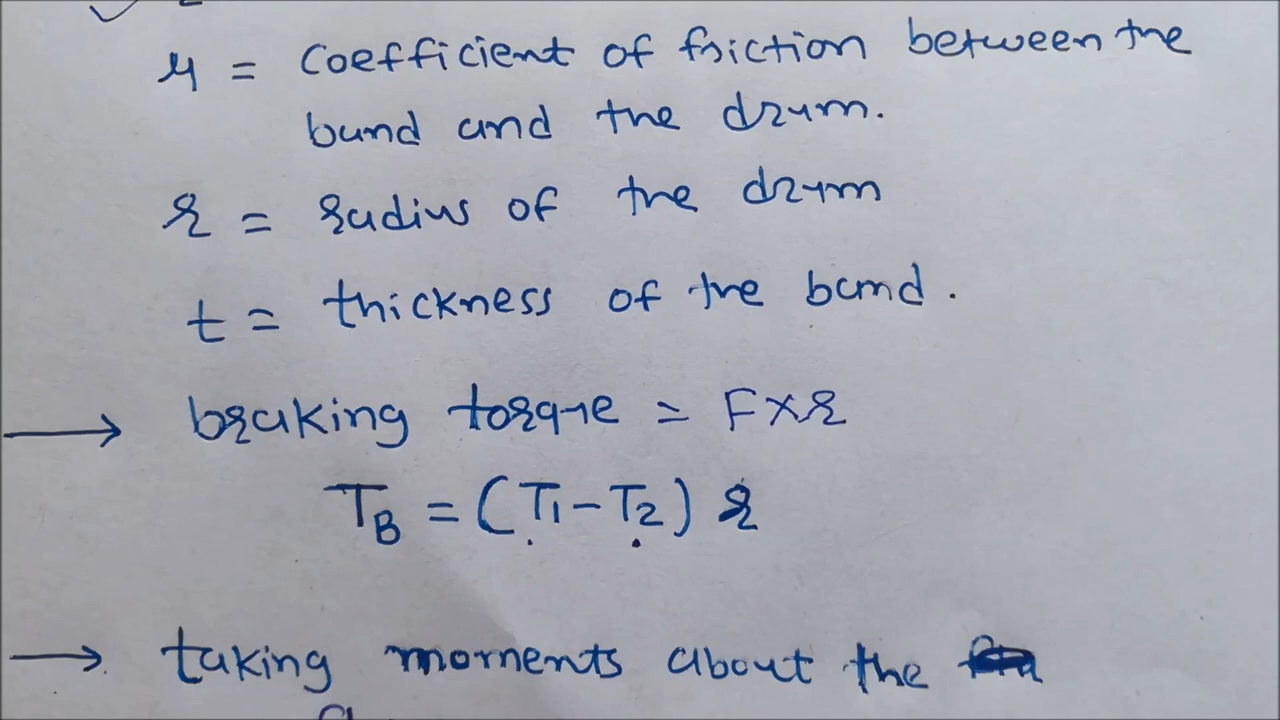 μ = Coefficient of friction between the
band and the drum.
r = radius of the drum
t = thickness of the band.
→ braking torque = F×r
T_B = (T1-T2) r
→ taking moments about the